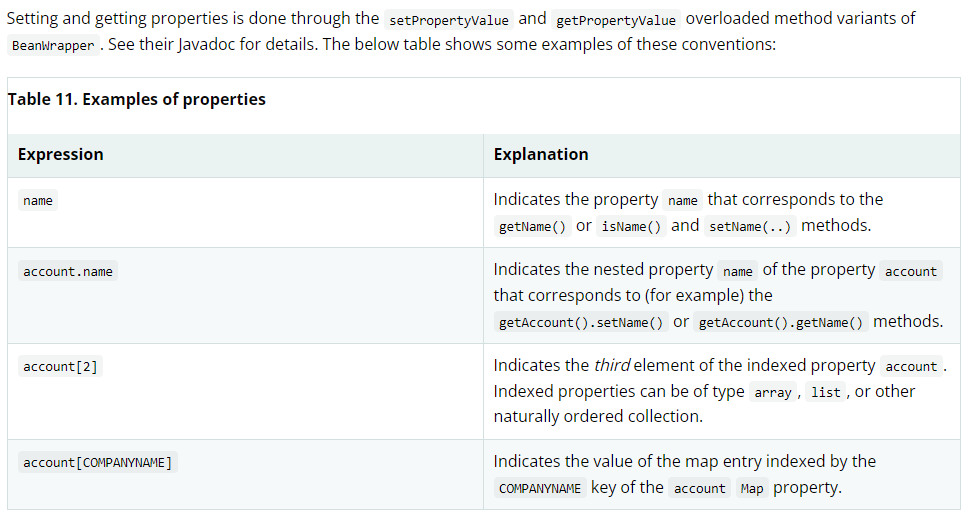 Setting and getting properties is done through the setPropertyValue and getPropertyValue overloaded method variants of
BeanWrapper . See their Javadoc for details. The below table shows some examples of these conventions:
Table 11. Examples of properties
Expression Explanation
name Indicates the property name that corresponds to the
getName() or isName() and setName(..) methods.
account.name Indicates the nested property name of the property account
that corresponds to (for example) the
getAccount().setName() or getAccount().getName() methods.
account[2] Indicates the third element of the indexed property account .
Indexed properties can be of type array , list , or other
naturally ordered collection.
account[COMPANYNAME] Indicates the value of the map entry indexed by the
COMPANYNAME key of the account Map property.